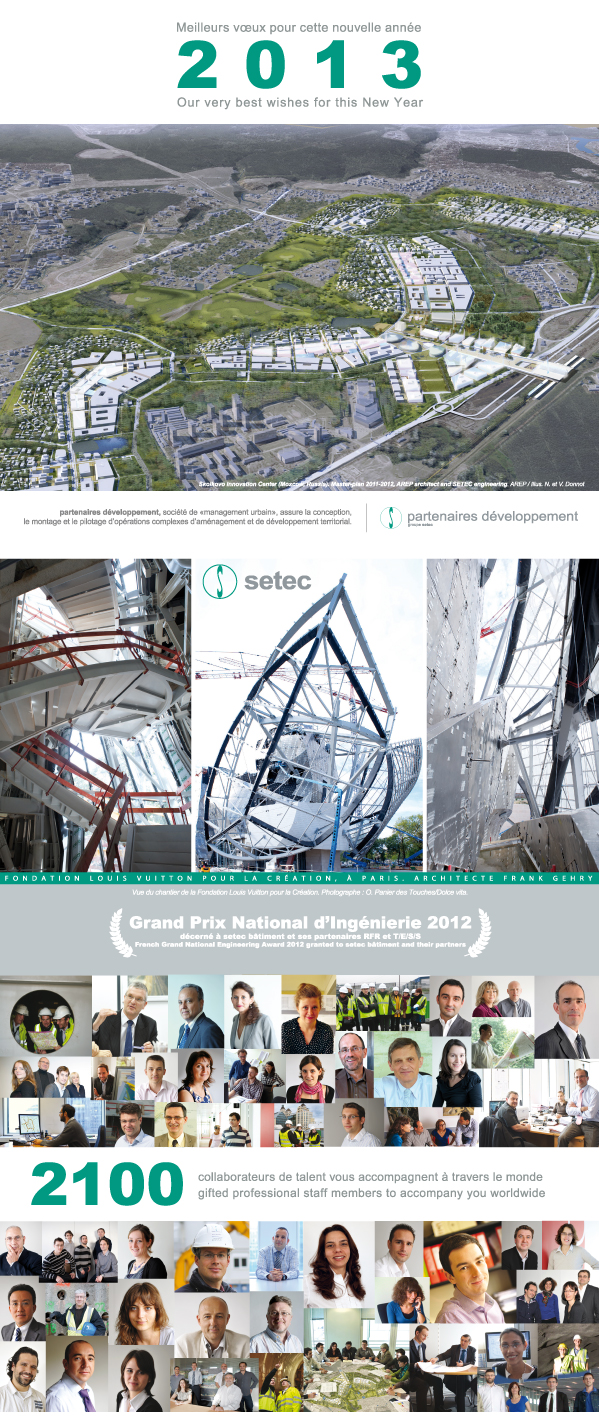 Meilleurs vœux pour cette nouvelle année
2013
Our very best wishes for this New Year
Skolkovo Innovation Center (Moscow, Russia). Master-plan 2011-2012, AREP architect and SETEC engineering. AREP / Illus. N. et V. Donnot
partenaires développement, société de «management urbain», assure la conception,
le montage et le pilotage d'opérations complexes d'aménagement et de développement territorial.
partenaires développement
groupe setec
setec
FONDATION LOUIS VUITTON POUR LA CRÉATION, À PARIS. ARCHITECTE FRANK GEHRY
Vue du chantier de la Fondation Louis Vuitton pour la Création. Photographe : O. Panier des Touches/Dolce vita.
Grand Prix National d'Ingénierie 2012
décerné à setec bâtiment et ses partenaires RFR et T/E/S/S
French Grand National Engineering Award 2012 granted to setec bâtiment and their partners
2100
collaborateurs de talent vous accompagnent à travers le monde
gifted professional staff members to accompany you worldwide